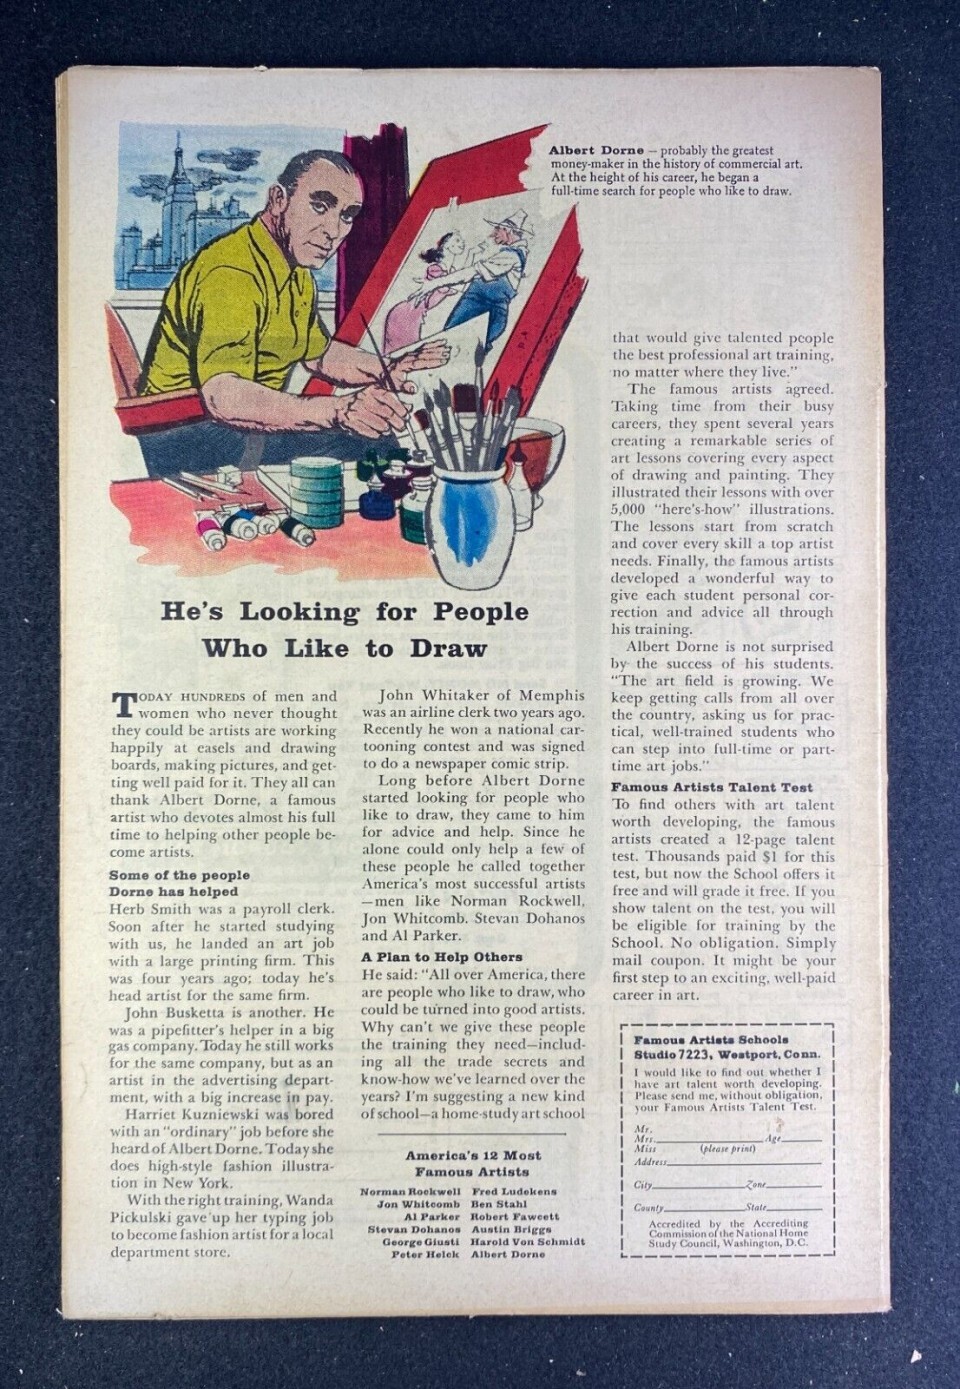 Albert Dorne — probably the greatest
money-maker in the history of commercial art.
At the height of his career, he began a
full-time search for people who like to draw.
He's Looking for People
Who Like to Draw
TODAY HUNDREDS of men and
women who never thought
they could be artists are working
happily at easels and drawing
boards, making pictures, and get-
ting well paid for it. They all can
thank Albert Dorne, a famous
artist who devotes almost his full
time to helping other people be-
come artists.
Some of the people
Dorne has helped
Herb Smith was a payroll clerk.
Soon after he started studying
with us, he landed an art job
with a large printing firm. This
was four years ago; today he's
head artist for the same firm.
John Busketta is another. He
was a pipefitter's helper in a big
gas company. Today he still works
for the same company, but as an
artist in the advertising depart-
ment, with a big increase in pay.
Harriet Kuzniewski was bored
with an "ordinary" job before she
heard of Albert Dorne. Today she
does high-style fashion illustra-
tion in New York.
With the right training, Wanda
Pickulski gave up her typing job
to become fashion artist for a local
department store.
John Whitaker of Memphis
was an airline clerk two years ago.
Recently he won a national car-
tooning contest and was signed
to do a newspaper comic strip.
Long before Albert Dorne
started looking for people who
like to draw, they came to him
for advice and help. Since he
alone could only help a few of
these people he called together
America's most successful artists
—men like Norman Rockwell,
Jon Whitcomb, Stevan Dohanos
and Al Parker.
A Plan to Help Others
He said: "All over America, there
are people who like to draw, who
could be turned into good artists.
Why can't we give these people
the training they need—includ-
ing all the trade secrets and
know-how we've learned over the
years? I'm suggesting a new kind
of school—a home-study art school
America's 12 Most
Famous Artists
Norman Rockwell Fred Ludekens
Jon Whitcomb Ben Stahl
Al Parker Robert Fawcett
Stevan Dohanos Austin Briggs
George Giusti Harold Von Schmidt
Peter Helck Albert Dorne
that would give talented people
the best professional art training,
no matter where they live."
The famous artists agreed.
Taking time from their busy
careers, they spent several years
creating a remarkable series of
art lessons covering every aspect
of drawing and painting. They
illustrated their lessons with over
5,000 "here's-how" illustrations.
The lessons start from scratch
and cover every skill a top artist
needs. Finally, the famous artists
developed a wonderful way to
give each student personal cor-
rection and advice all through
his training.
Albert Dorne is not surprised
by the success of his students.
"The art field is growing. We
keep getting calls from all over
the country, asking us for prac-
tical, well-trained students who
can step into full-time or part-
time art jobs."
Famous Artists Talent Test
To find others with art talent
worth developing, the famous
artists created a 12-page talent
test. Thousands paid $1 for this
test, but now the School offers it
free and will grade it free. If you
show talent on the test, you will
be eligible for training by the
School. No obligation. Simply
mail coupon. It might be your
first step to an exciting, well-paid
career in art.
Famous Artists Schools
Studio 7223, Westport, Conn.
I would like to find out whether I
have art talent worth developing.
Please send me, without obligation,
your Famous Artists Talent Test.
Mr.
Mrs. Age
Miss (please print)
Address
City Zone
County State
Accredited by the Accrediting
Commission of the National Home
Study Council, Washington, D.C.